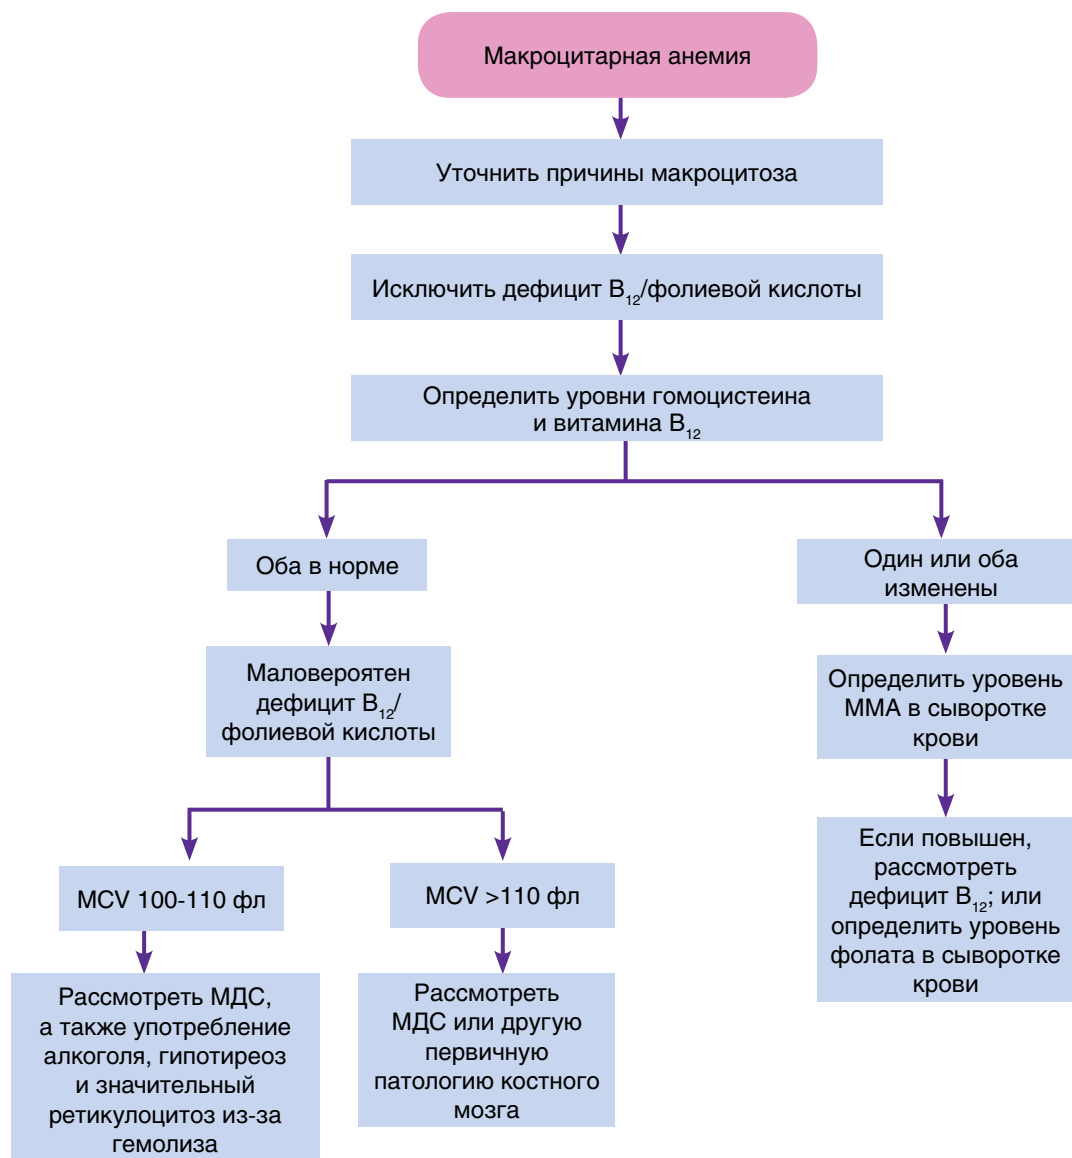 Макроцитарная анемия
Уточнить причины макроцитоза
Исключить дефицит B12/фолиевой кислоты
Определить уровни гомоцистеина
и витамина B12
Оба в норме
Один или оба
изменены
Маловероятен
дефицит B12/
фолиевой кислоты
Определить уровень
ММА в сыворотке
крови
MCV 100-110 фл
MCV >110 фл
Если повышен,
рассмотреть
дефицит B12; или
определить уровень
фолата в сыворотке
крови
Рассмотреть МДС,
а также употребление
алкоголя, гипотиреоз
и значительный
ретикулоцитоз из-за
гемолиза
Рассмотреть
МДС или другую
первичную
патологию костного
мозга